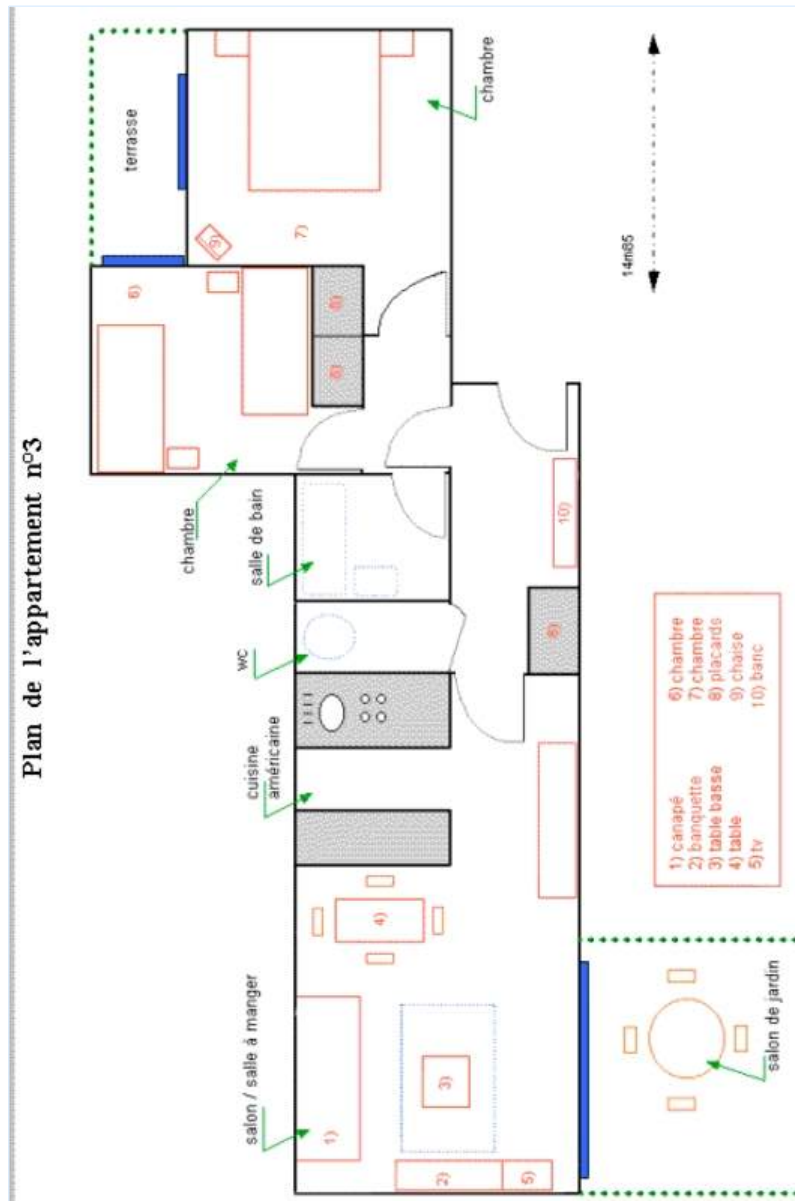 Plan de l'appartement n°3
terrasse
chambre
6)
9)
7)
8)
8)
14m85
chambre
salle de bain
10)
wc
8)
cuisine
américaine
4)
salon / salle à manger
1)
3)
2)
5)
salon de jardin
1) canapé
2) banquette
3) table basse
4) table
5) tv
6) chambre
7) chambre
8) placards
9) chaise
10) banc